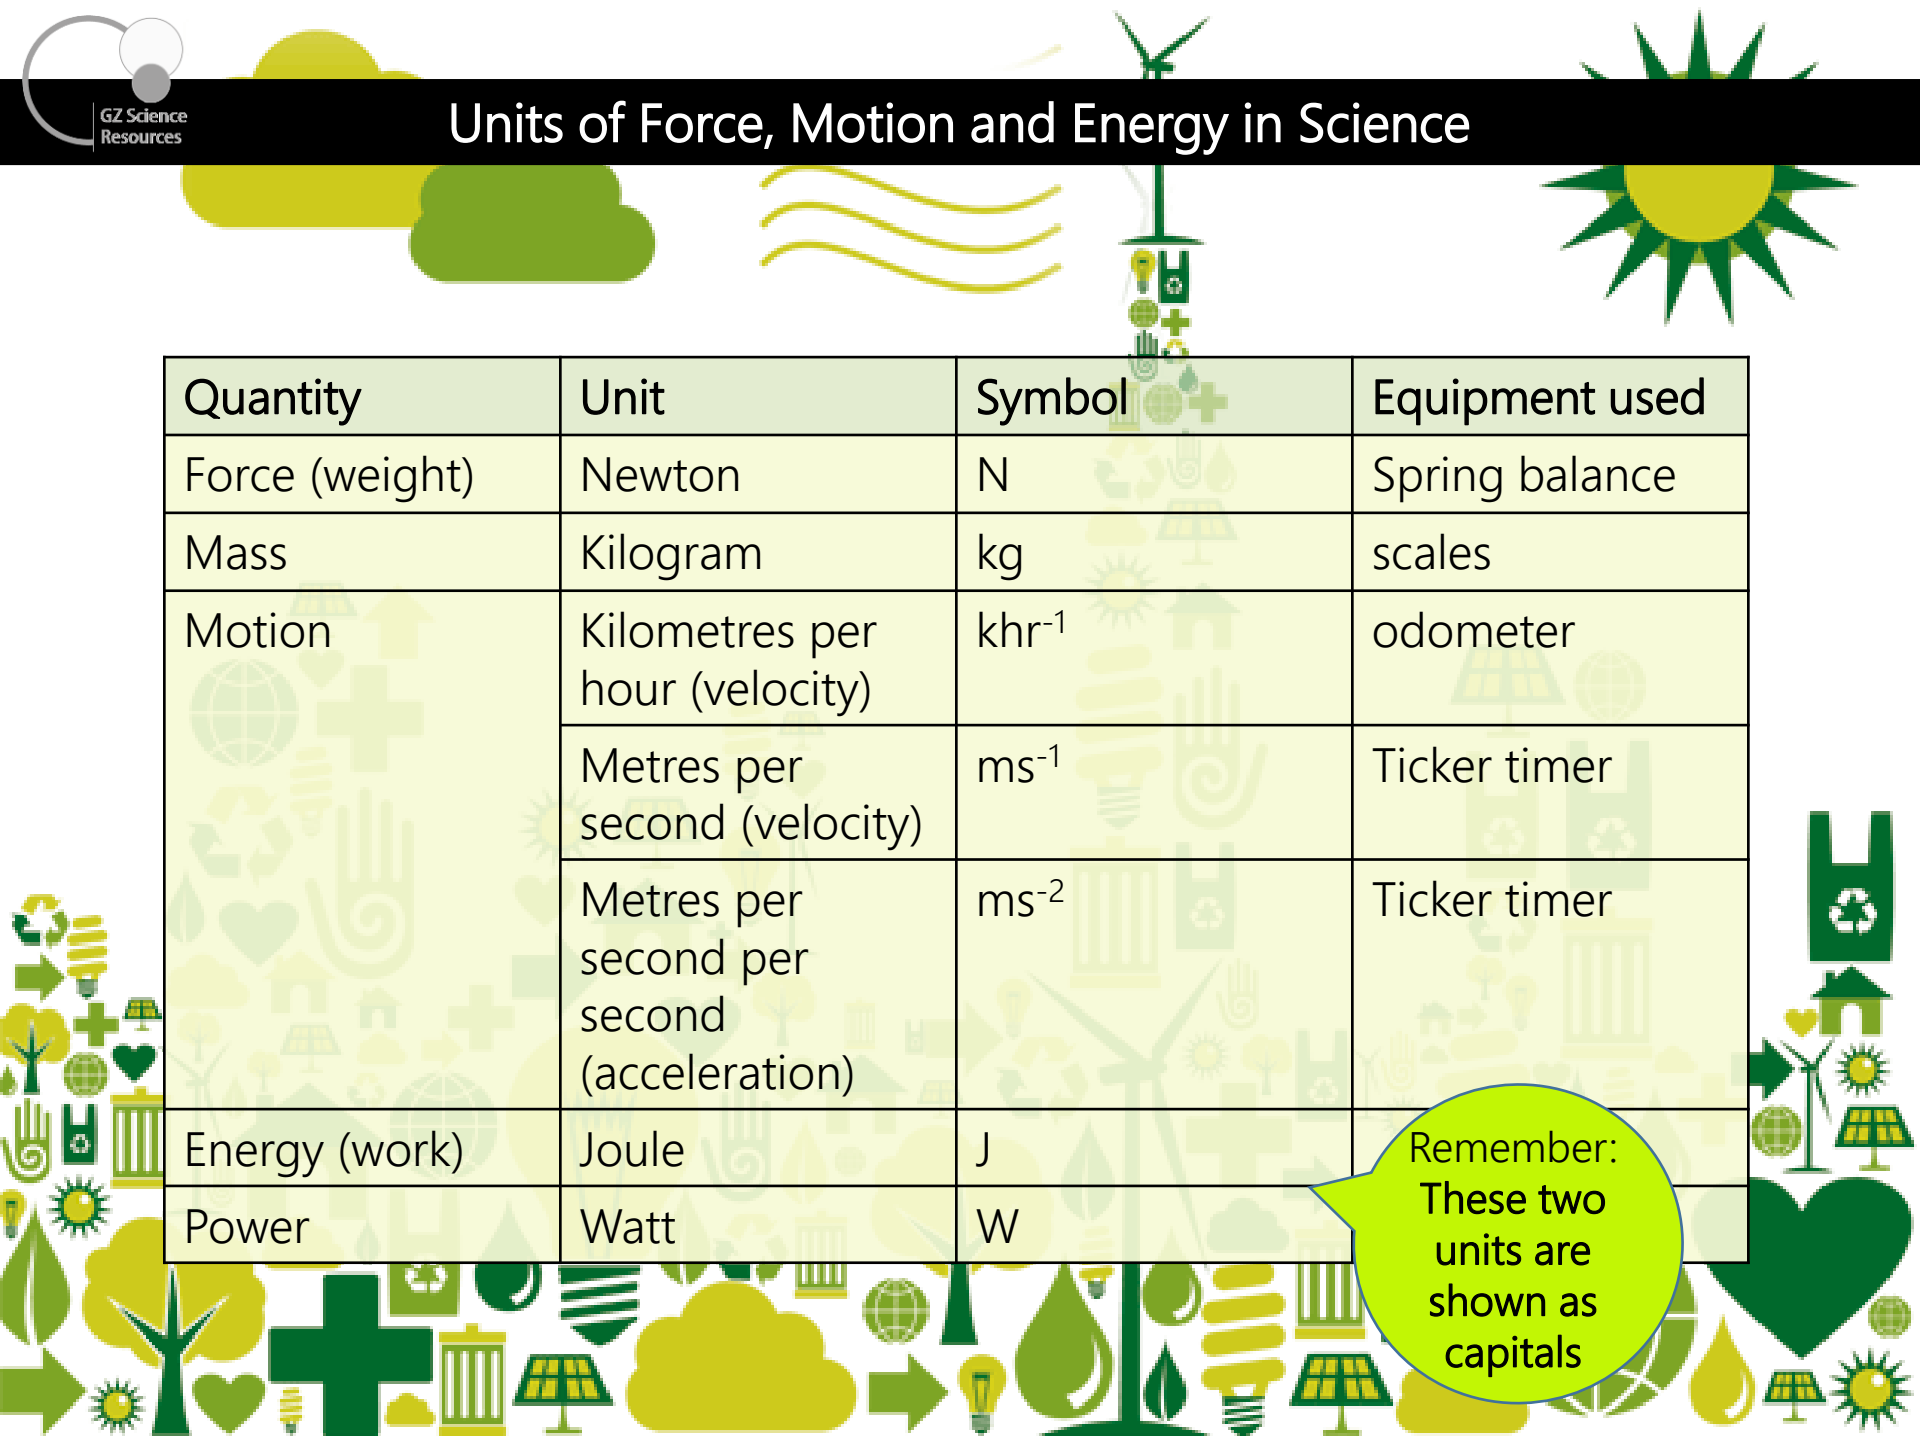 GZ Science
Resources
Units of Force, Motion and Energy in Science
Quantity Unit Symbol Equipment used
Force (weight) Newton N Spring balance
Mass Kilogram kg scales
Motion Kilometres per khr⁻¹ odometer
hour (velocity)
Metres per ms⁻¹ Ticker timer
second (velocity)
Metres per ms⁻² Ticker timer
second per
second
(acceleration)
Energy (work) Joule J
Power Watt W
Remember:
These two
units are
shown as
capitals